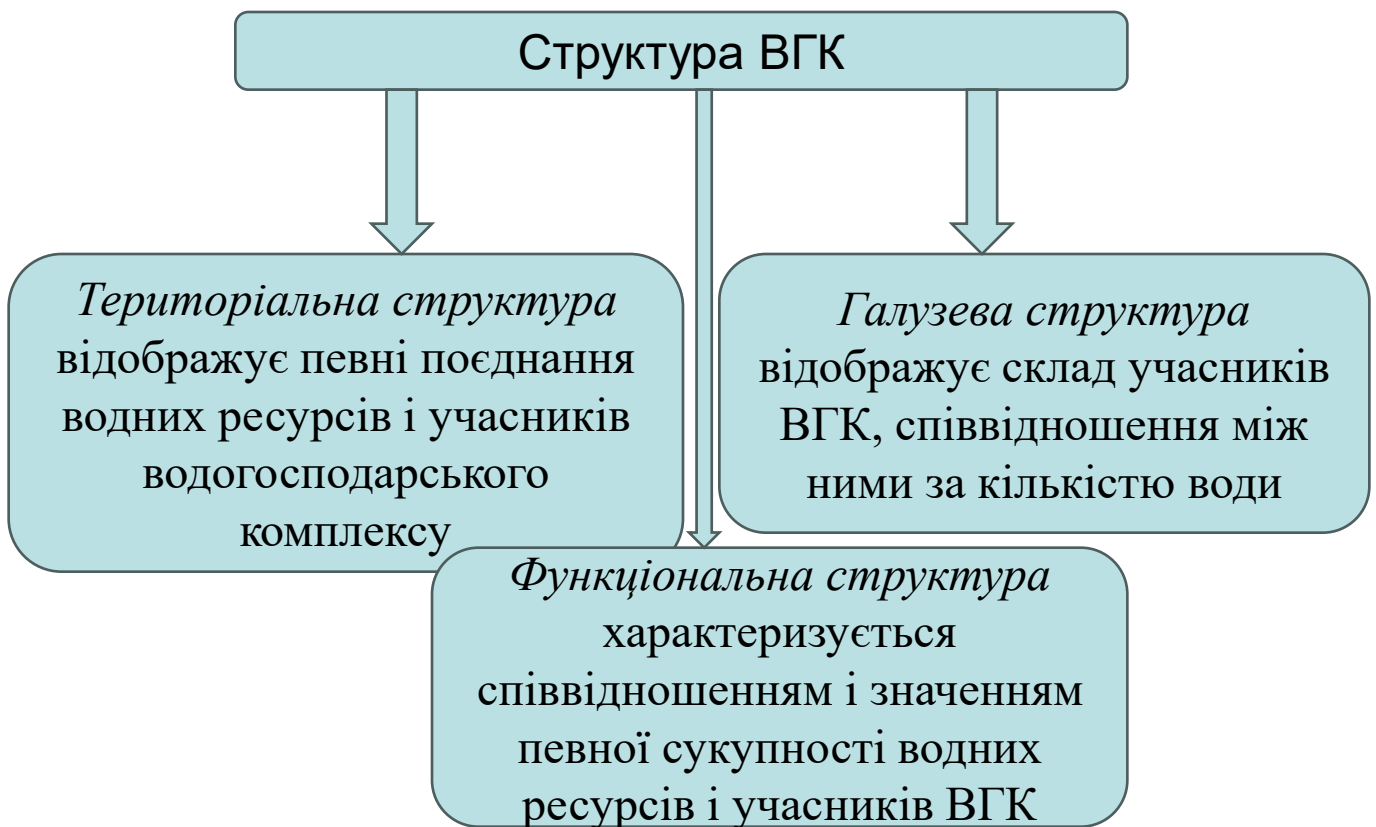 Структура ВГК
Територіальна структура
відображує певні поєднання
водних ресурсів і учасників
водогосподарського
комплексу
Галузева структура
відображує склад учасників
ВГК, співвідношення між
ними за кількістю води
Функціональна структура
характеризується
співвідношенням і значенням
певної сукупності водних
ресурсів і учасників ВГК